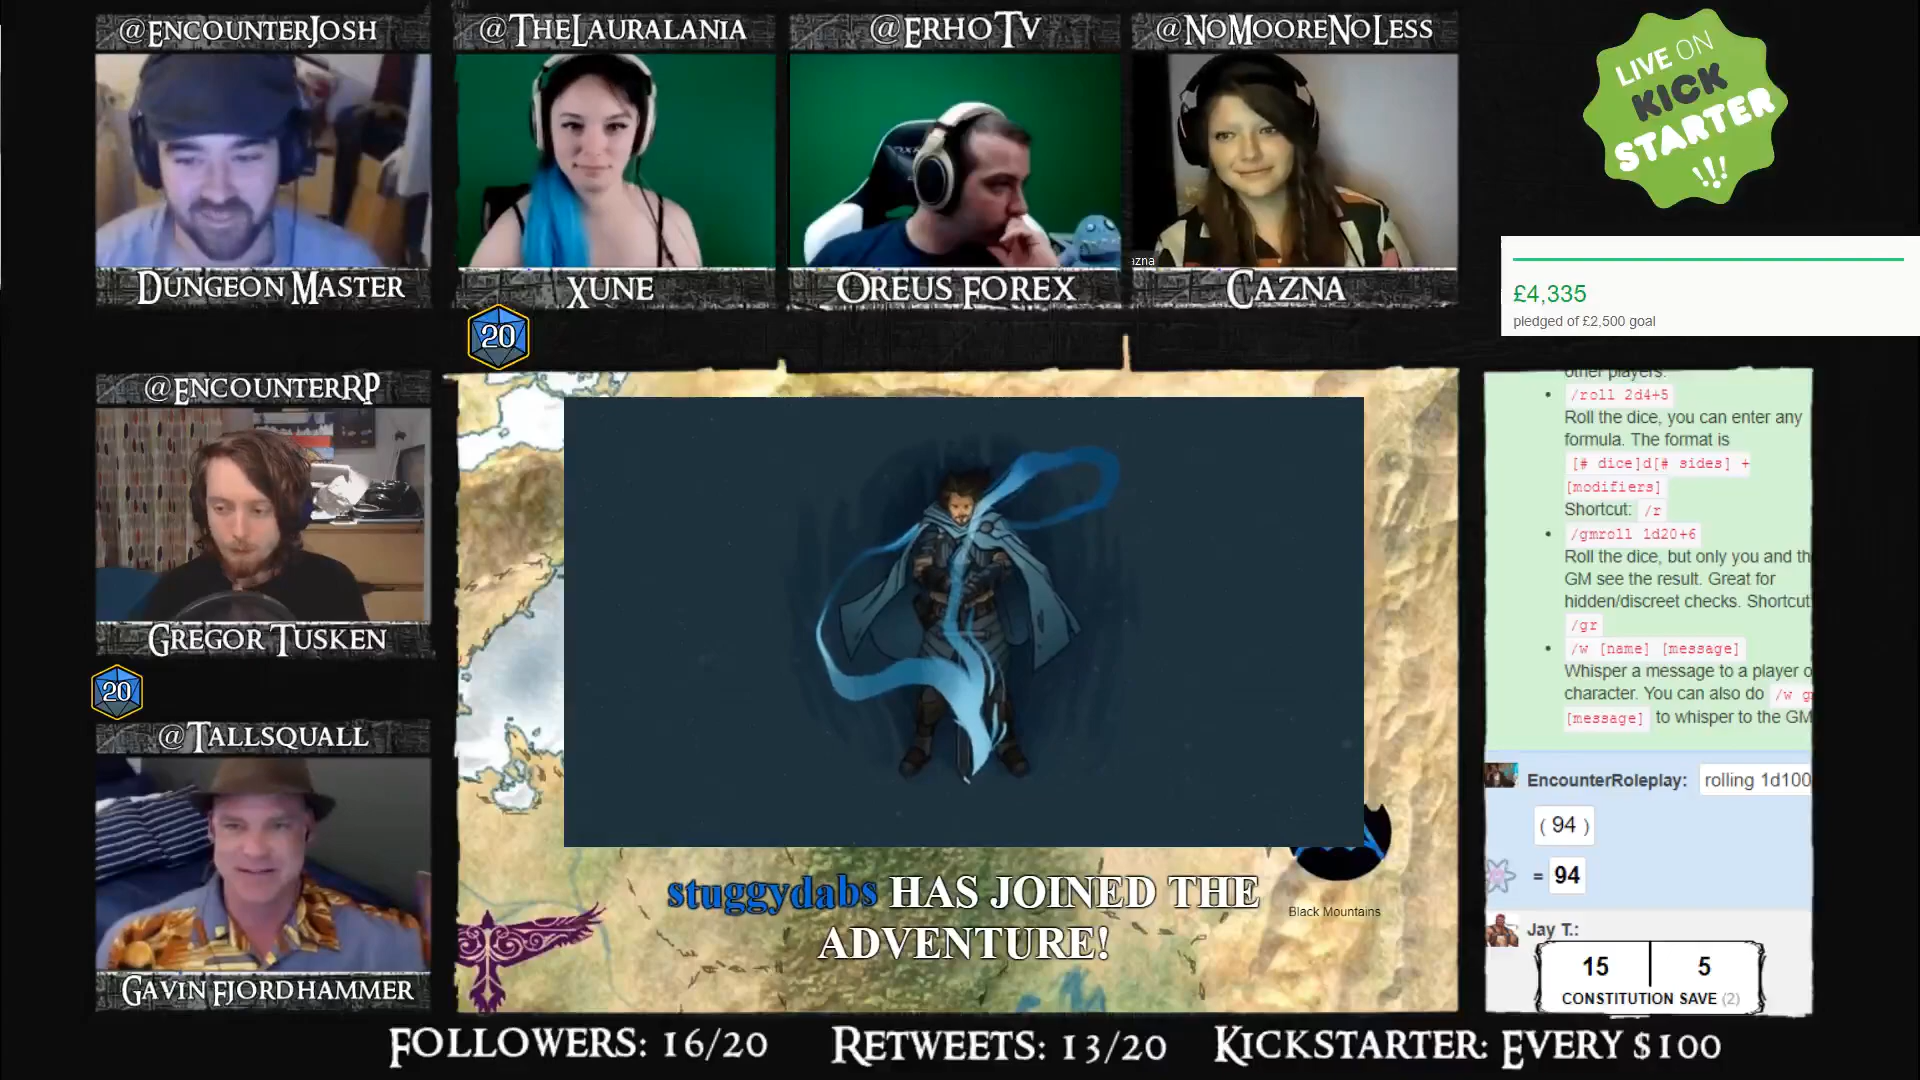 @EncounterJosh
@TheLauralania
@ErhoTv
@NoMooreNoLess
LIVE ON
KICK
STARTER
!!!
Dungeon Master
Xune
Oreus Forex
azna
Cazna
£4,335
pledged of £2,500 goal
20
@EncounterRP
Gregor Tusken
20
@Tallsquall
Gavin Fjordhammer
stuggydabs HAS JOINED THE
ADVENTURE!
Black Mountains
other players.
/roll 2d4+5
Roll the dice, you can enter any
formula. The format is
[# dice]d[# sides] +
[modifiers]
Shortcut: /r
/gmroll 1d20+6
Roll the dice, but only you and th
GM see the result. Great for
hidden/discreet checks. Shortcut
/gr
/w [name] [message]
Whisper a message to a player o
character. You can also do /w g
[message] to whisper to the GM
EncounterRoleplay: rolling 1d100
(94)
= 94
Jay T.:
15 5
CONSTITUTION SAVE (2)
Followers: 16/20 Retweets: 13/20 Kickstarter: Every $100